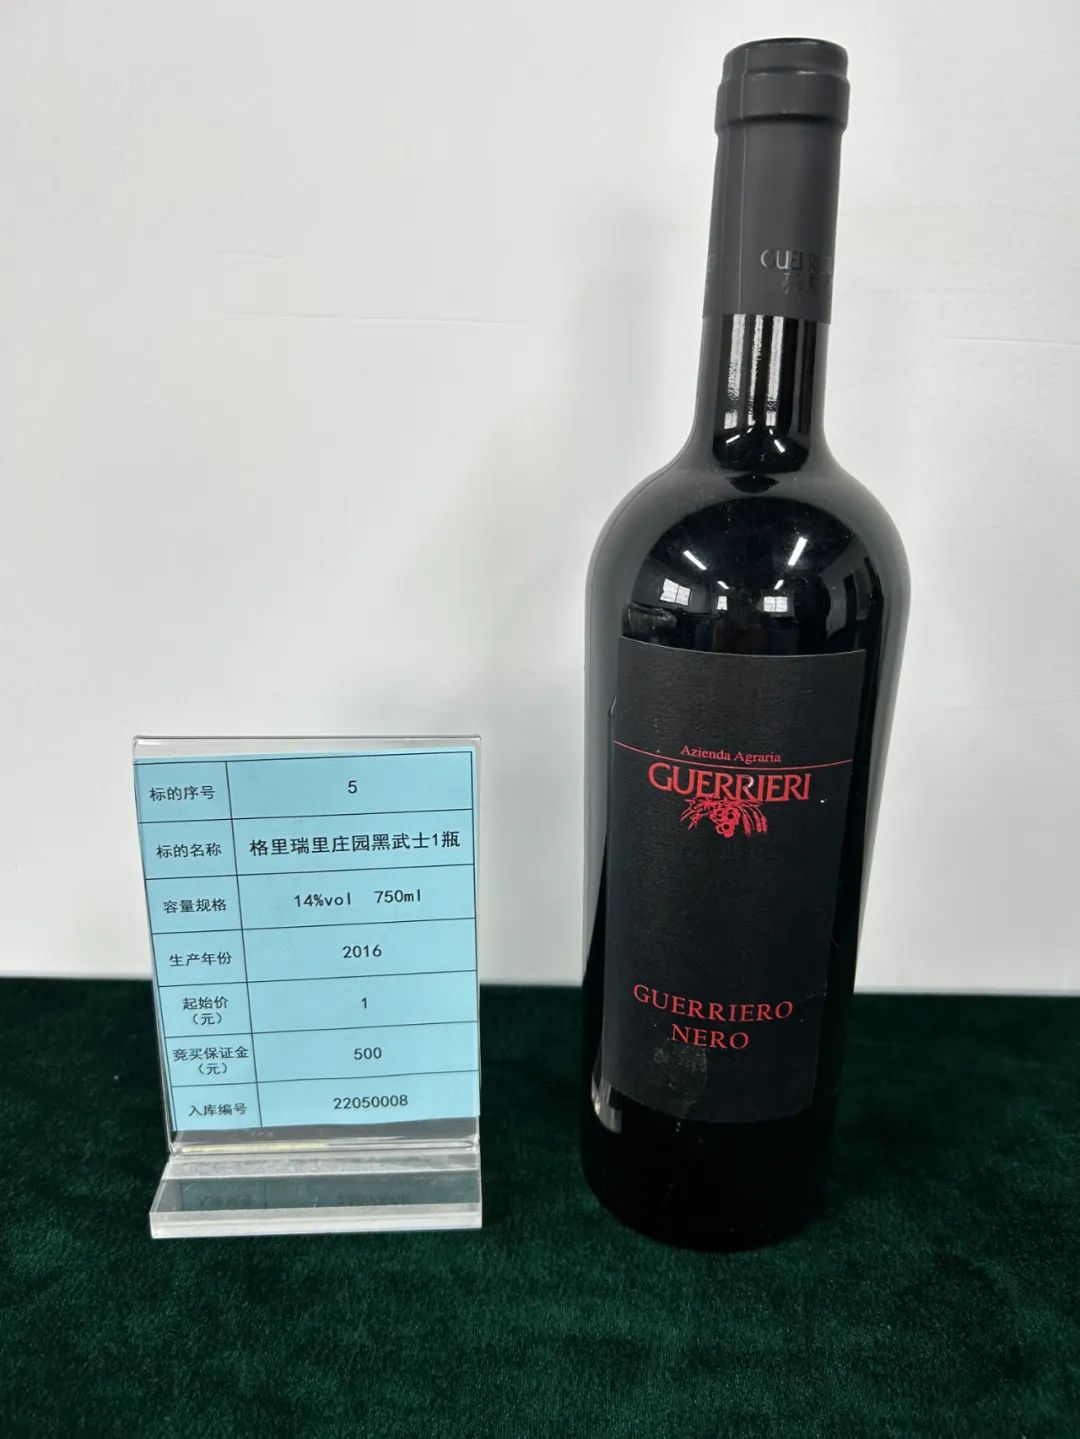 标的序号 5
标的名称 格里瑞里庄园黑武士1瓶
容量规格 14%vol 750ml
生产年份 2016
起始价
（元） 1
竞买保证金
（元） 500
入库编号 22050008
Azienda Agraria
GUERRIERI
GUERRIERO
NERO